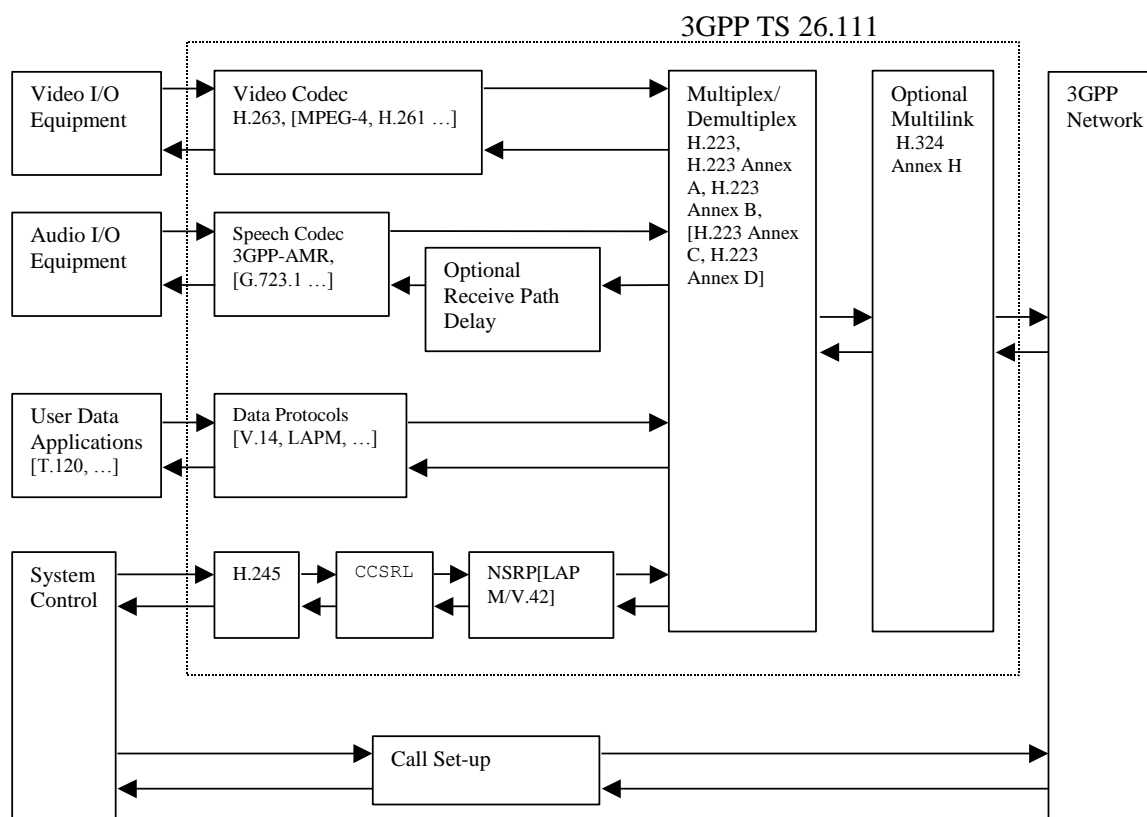 3GPP TS 26.111
Video I/O
Equipment
Video Codec
H.263, [MPEG-4, H.261 …]
Multiplex/
Demultiplex
H.223,
H.223 Annex
A, H.223
Annex B,
[H.223 Annex
C, H.223
Annex D]
Optional
Multilink
H.324
Annex H
3GPP
Network
Audio I/O
Equipment
Speech Codec
3GPP-AMR,
[G.723.1 …]
Optional
Receive Path
Delay
User Data
Applications
[T.120, …]
Data Protocols
[V.14, LAPM, …]
System
Control
H.245
CCSRL
NSRP[LAP
M/V.42]
Call Set-up